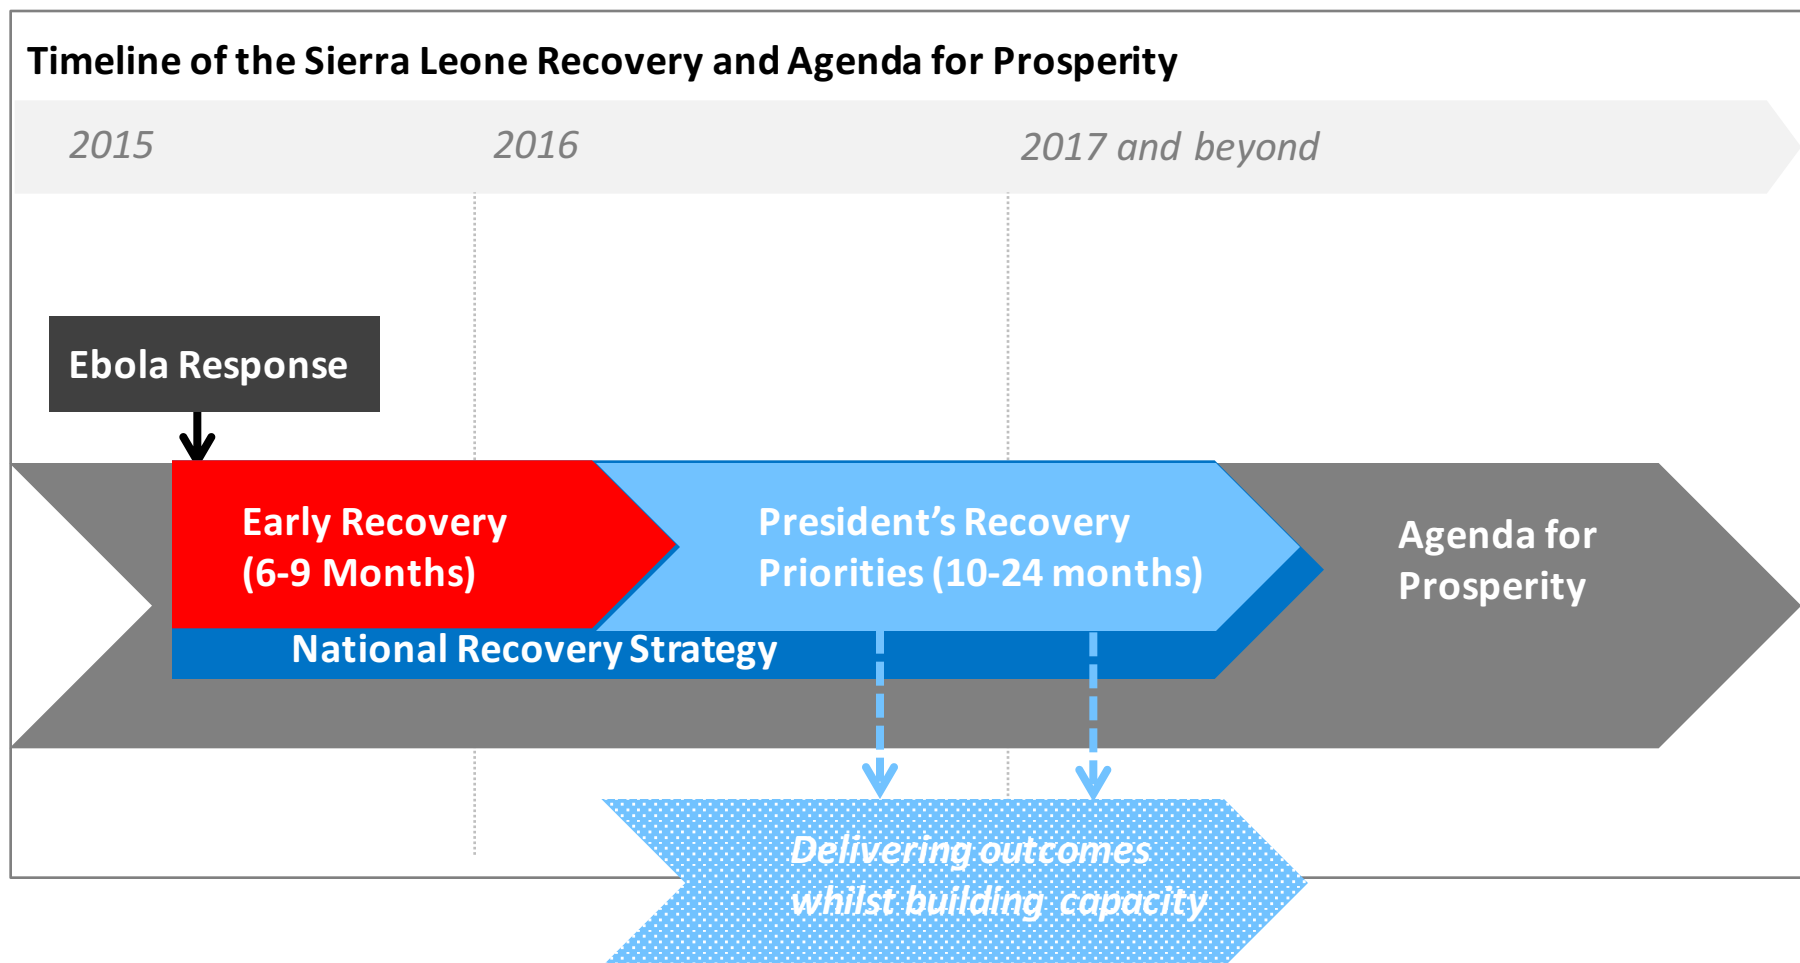 Timeline of the Sierra Leone Recovery and Agenda for Prosperity
2015
2016
2017 and beyond
Ebola Response
Early Recovery
(6-9 Months)
President’s Recovery
Priorities (10-24 months)
Agenda for
Prosperity
National Recovery Strategy
Delivering outcomes
whilst building capacity